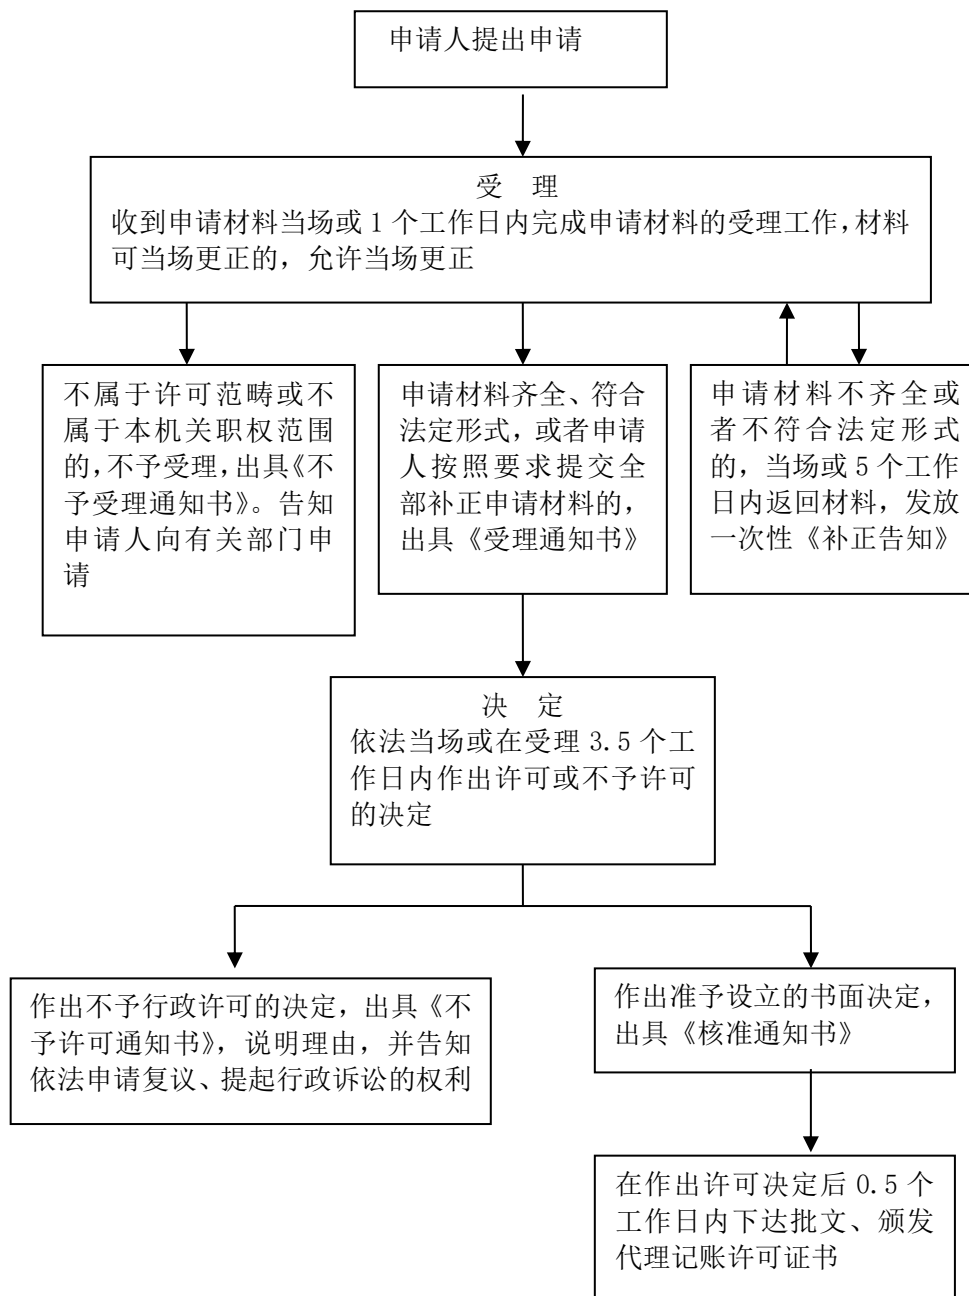 申请人提出申请
受 理
收到申请材料当场或 1 个工作日内完成申请材料的受理工作,材料
可当场更正的，允许当场更正
不属于许可范畴或不
属于本机关职权范围
的,不予受理,出具《不
予受理通知书》。告知
申请人向有关部门申
请
申请材料齐全、符合
法定形式，或者申请
人按照要求提交全
部补正申请材料的，
出具《受理通知书》
申请材料不齐全或
者不符合法定形式
的，当场或 5 个工作
日内返回材料，发放
一次性《补正告知》
决 定
依法当场或在受理 3.5 个工
作日内作出许可或不予许可
的决定
作出不予行政许可的决定，出具《不
予许可通知书》，说明理由，并告知
依法申请复议、提起行政诉讼的权利
作出准予设立的书面决定，
出具《核准通知书》
在作出许可决定后 0.5 个
工作日内下达批文、颁发
代理记账许可证书